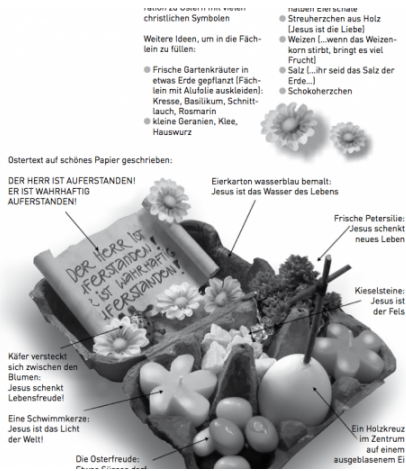 ration zu Ostern mit vielen
christlichen Symbolen
Weitere Ideen, um in die Fäch-
lein zu füllen:
Frische Gartenkräuter in
etwas Erde gepflanzt (Fäch-
lein mit Alufolie auskleiden):
Kresse, Basilikum, Schnitt-
lauch, Rosmarin
kleine Geranien, Klee,
Hauswurz
halben Eierschale
Streuherzchen aus Holz
(Jesus ist die Liebe)
Weizen (...wenn das Weizen-
korn stirbt, bringt es viel
Frucht)
Salz (...ihr seid das Salz der
Erde...)
Schokoherzchen
Ostertext auf schönes Papier geschrieben:
DER HERR IST AUFERSTANDEN!
ER IST WAHRHAFTIG
AUFERSTANDEN!
Eierkarton wasserblau bemalt:
Jesus ist das Wasser des Lebens
Frische Petersilie:
Jesus schenkt
neues Leben
DER HERR IST
UFERSTANDEN!
IST WAHRHAFTIG
UFERSTANDEN!
Kieselsteine:
Jesus ist
der Fels
Käfer versteckt
sich zwischen den
Blumen:
Jesus schenkt
Lebensfreude!
Eine Schwimmkerze:
Jesus ist das Licht
der Welt!
Ein Holzkreuz
im Zentrum
auf einem
ausgeblasenem Ei
Die Osterfreude: